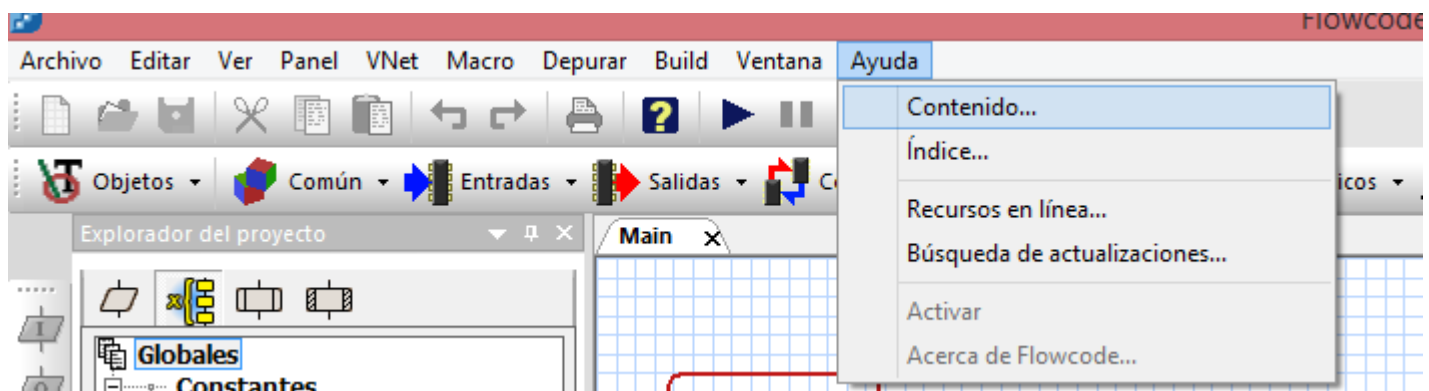 Flowcode
Archivo Editar Ver Panel VNet Macro Depurar Build Ventana Ayuda
Contenido...
Índice...
Objetos Común Entradas Salidas icos
Recursos en línea...
Búsqueda de actualizaciones...
Activar
Acerca de Flowcode...
Explorador del proyecto
Main x
Globales
Constantes